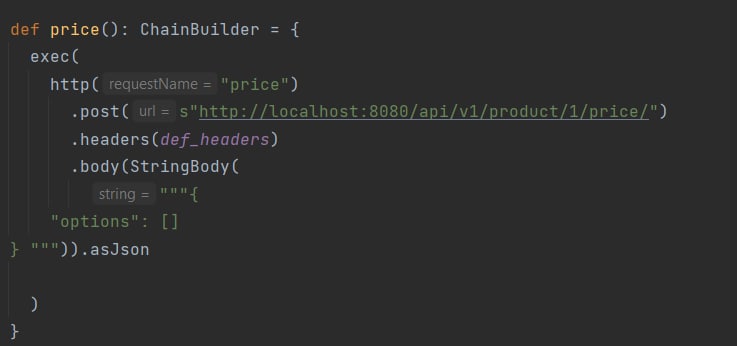 def price(): ChainBuilder = {
exec(
http( requestName = "price")
.post( url = s"http://localhost:8080/api/v1/product/1/price/")
.headers(def_headers)
.body(StringBody(
string = """{
"options": []
} """)).asJson
)
}